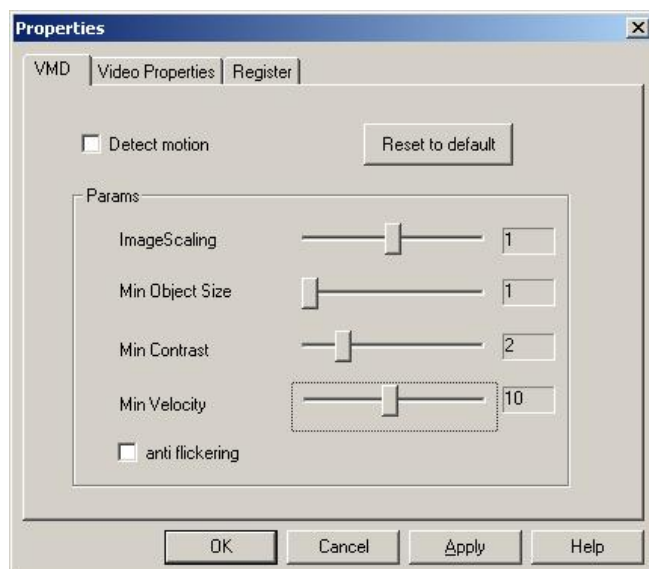 Properties
VMD Video Properties Register
Detect motion Reset to default
Params
ImageScaling 1
Min Object Size 1
Min Contrast 2
Min Velocity 10
anti flickering
OK Cancel Apply Help